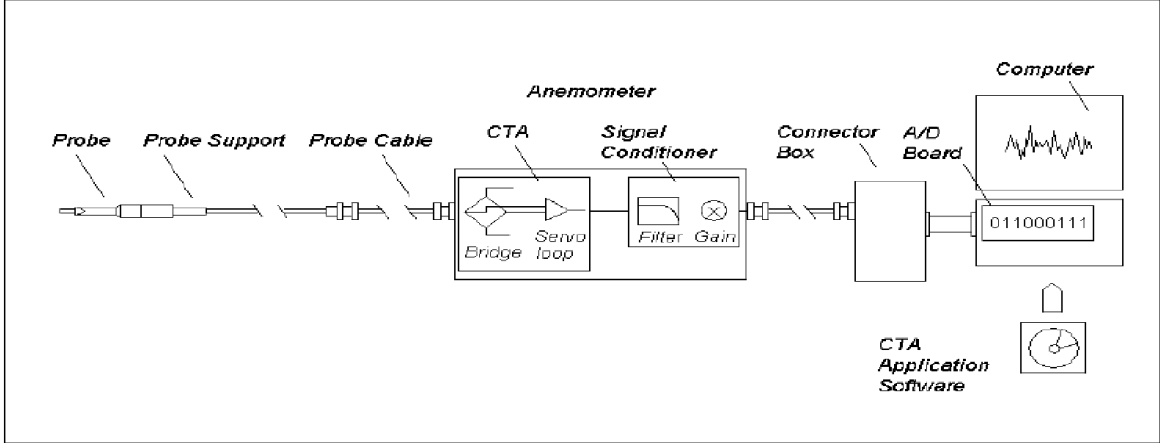 Computer
Anemometer
Probe
Probe Support
Probe Cable
CTA
Signal
Conditioner
Connector
Box
A/D
Board
Bridge
Servo
loop
Filter
Gain
011000111
CTA
Application
Software